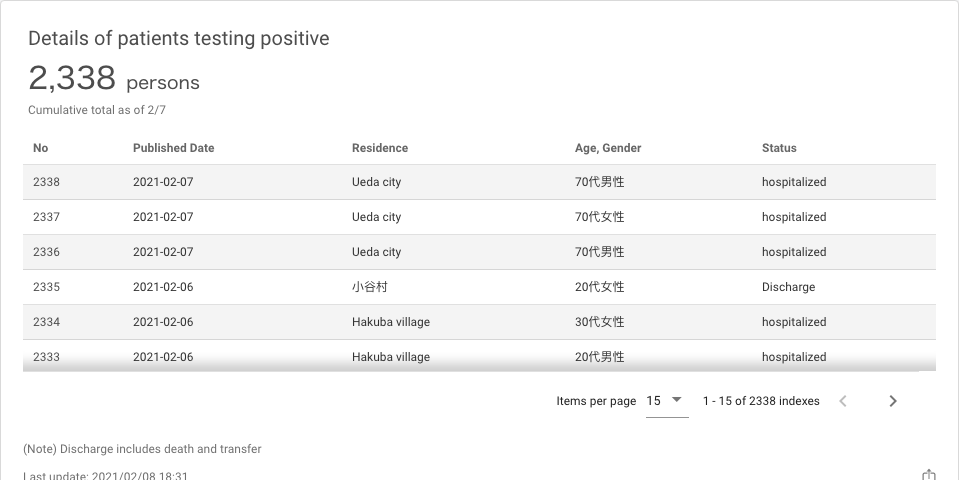 Details of patients testing positive
2,338 persons
Cumulative total as of 2/7
No Published Date Residence Age, Gender Status
2338 2021-02-07 Ueda city 70代男性 hospitalized
2337 2021-02-07 Ueda city 70代女性 hospitalized
2336 2021-02-07 Ueda city 70代男性 hospitalized
2335 2021-02-06 小谷村 20代女性 Discharge
2334 2021-02-06 Hakuba village 30代女性 hospitalized
2333 2021-02-06 Hakuba village 20代男性 hospitalized
Items per page 15 1 - 15 of 2338 indexes
(Note) Discharge includes death and transfer
Last update: 2021/02/08 18:31